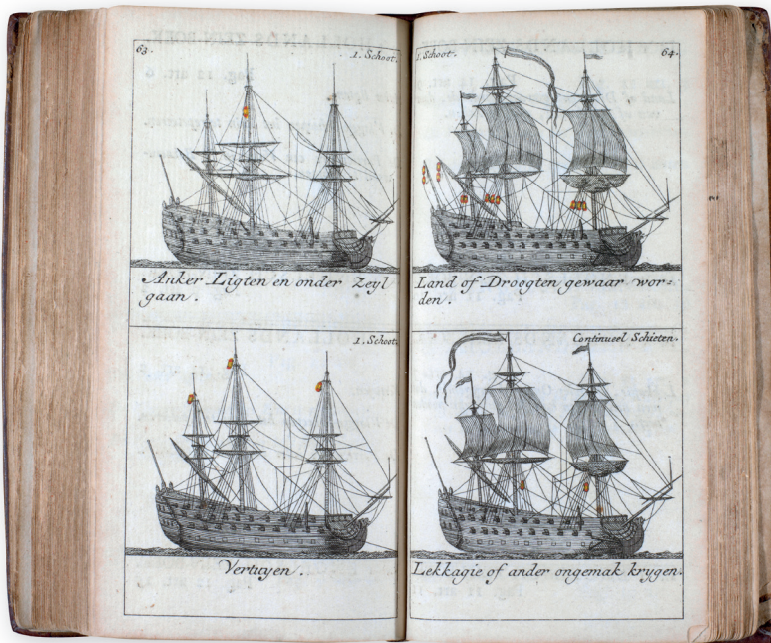 63.
1. Schoot.
Anker Ligten en onder Zeyl
gaan.
1. Schoot.
Vertuyen.
1. Schoot.
64.
Land of Droogten gewaar wor=
den.
Continueel Schieten.
Lekkagie of ander ongemak krygen.